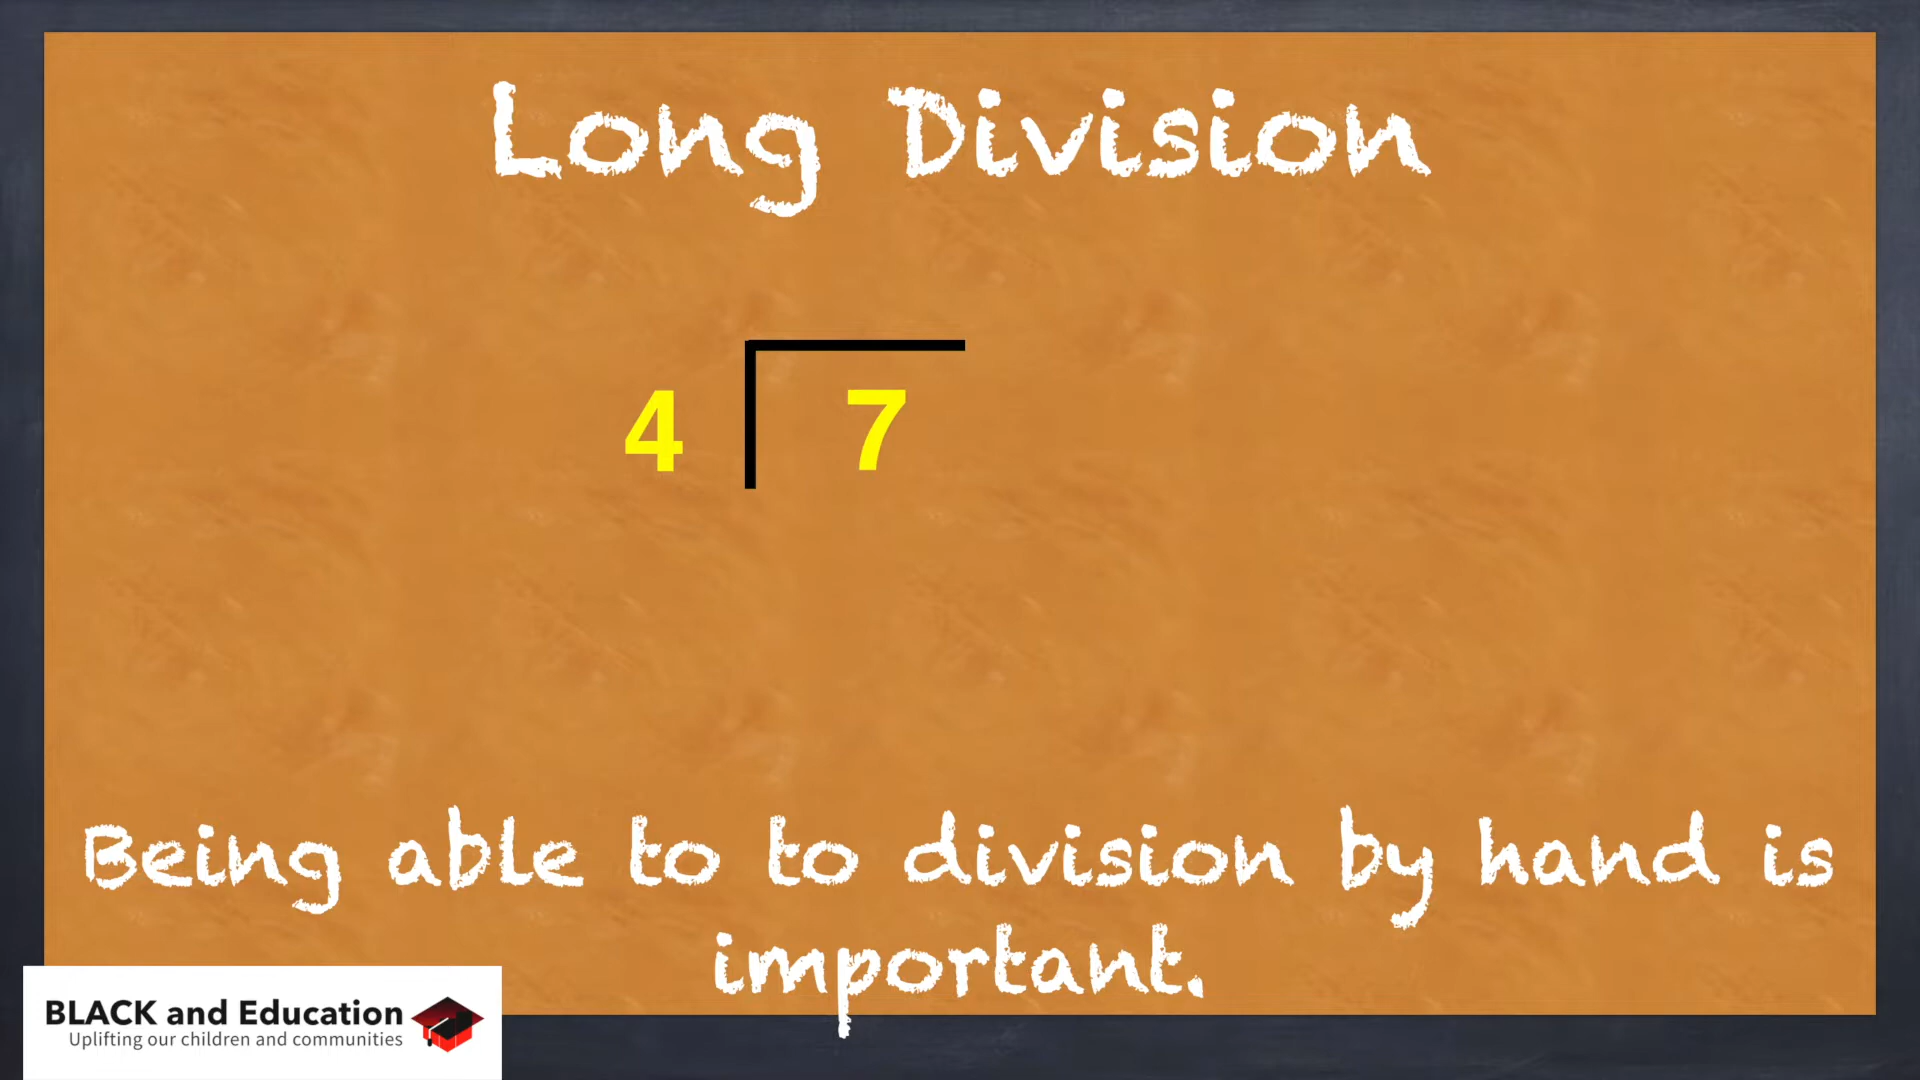 Long Division
4 7
Being able to to division by hand is
important.
BLACK and Education
Uplifting our children and communities